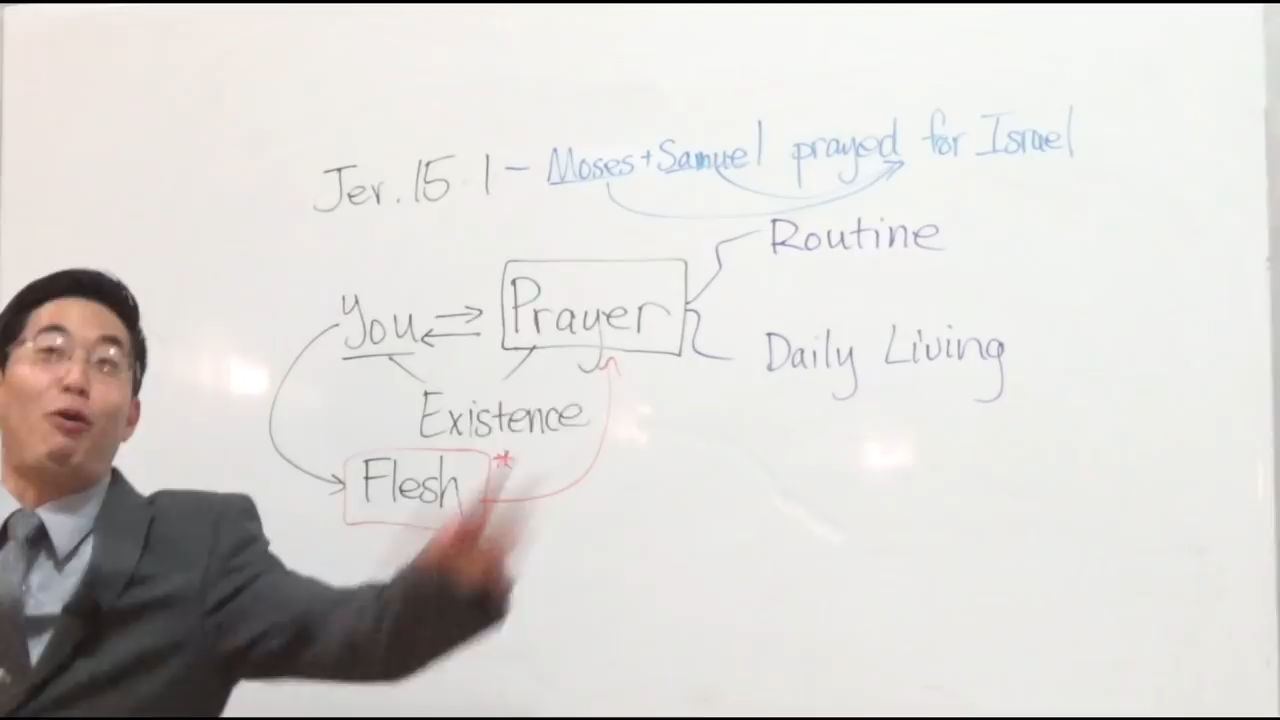 Jer. 15 1 - Moses + Samuel prayed for Israel
Routine
You Prayer
Daily Living
Existence
Flesh *